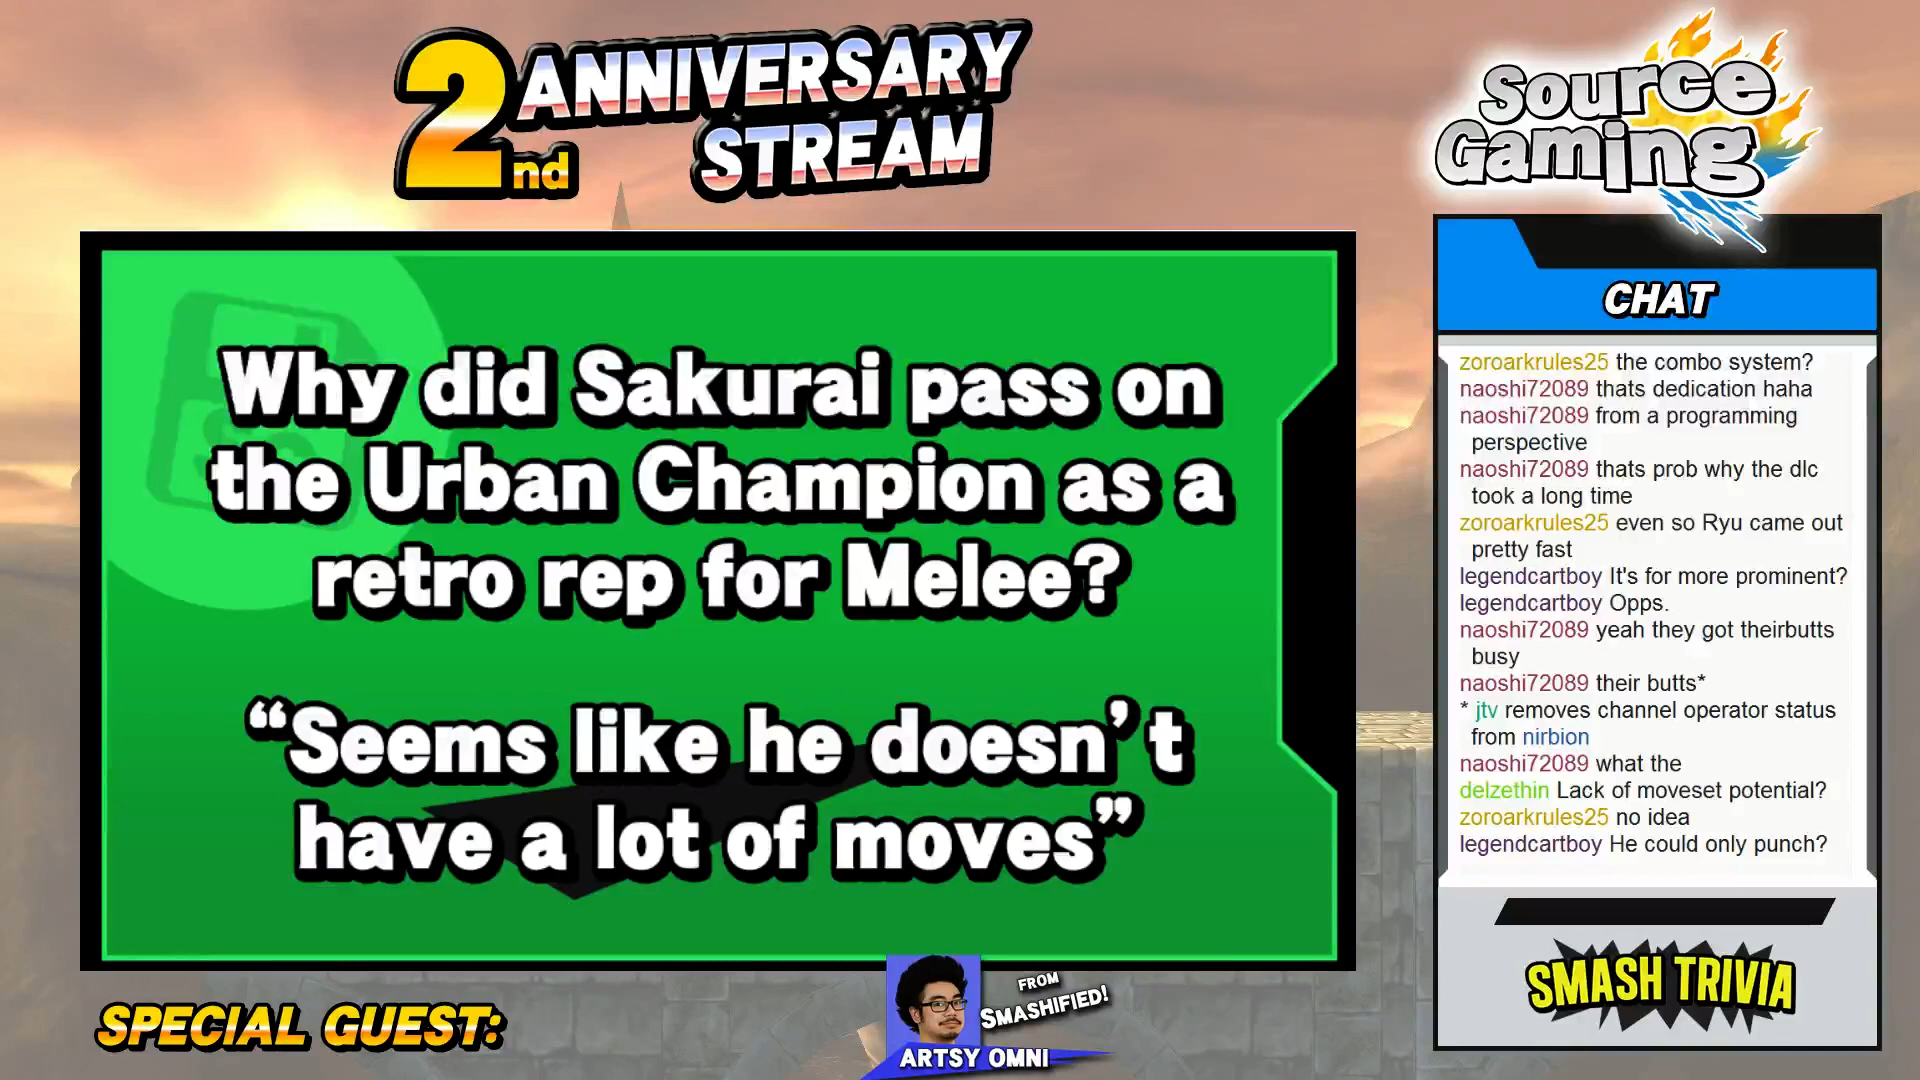 2nd ANNIVERSARY
STREAM
Source
Gaming
Why did Sakurai pass on
the Urban Champion as a
retro rep for Melee?
“Seems like he doesn’t
have a lot of moves”
CHAT
zoroarkrules25 the combo system?
naoshi72089 thats dedication haha
naoshi72089 from a programming
perspective
naoshi72089 thats prob why the dlc
took a long time
zoroarkrules25 even so Ryu came out
pretty fast
legendcartboy It's for more prominent?
legendcartboy Opps.
naoshi72089 yeah they got theirbutts
busy
naoshi72089 their butts*
* jtv removes channel operator status
from nirbion
naoshi72089 what the
delzethin Lack of moveset potential?
zoroarkrules25 no idea
legendcartboy He could only punch?
SMASH TRIVIA
SPECIAL GUEST:
FROM
SMASHIFIED!
ARTSY OMNI